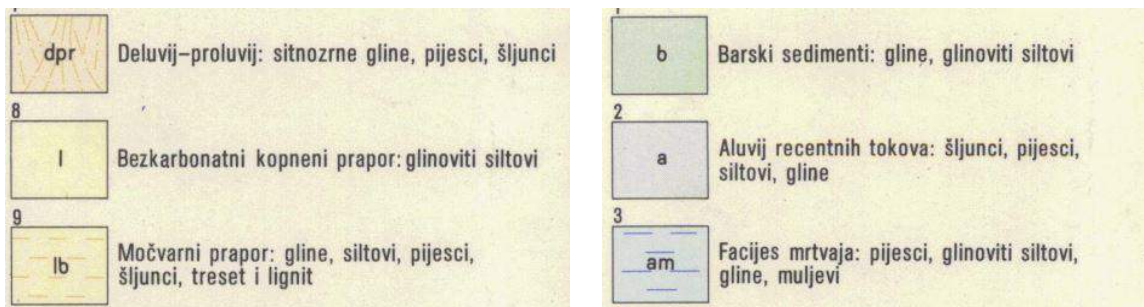 dpr
Deluvij–proluvij: sitnozrne gline, pijesci, šljunci
8
l
Bezkarbonatni kopneni prapor: glinoviti siltovi
9
lb
Močvarni prapor: gline, siltovi, pijesci,
šljunci, treset i lignit
b
Barski sedimenti: gline, glinoviti siltovi
2
a
Aluvij recentnih tokova: šljunci, pijesci,
siltovi, gline
3
am
Facijes mrtvaja: pijesci, glinoviti siltovi,
gline, muljevi